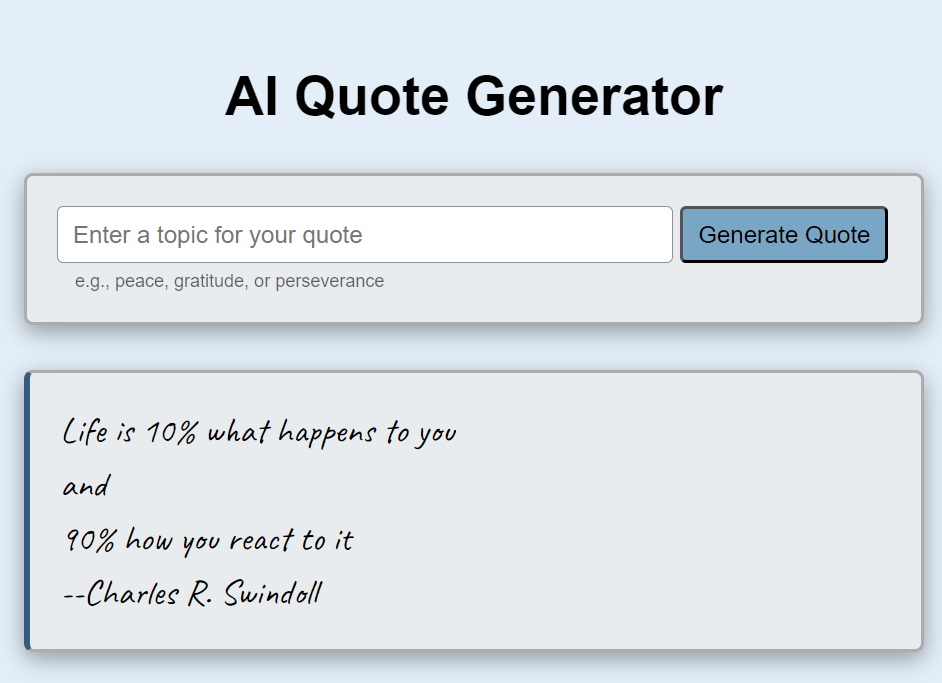 AI Quote Generator
Enter a topic for your quote
Generate Quote
e.g., peace, gratitude, or perseverance
Life is 10% what happens to you
and
90% how you react to it
--Charles R. Swindoll